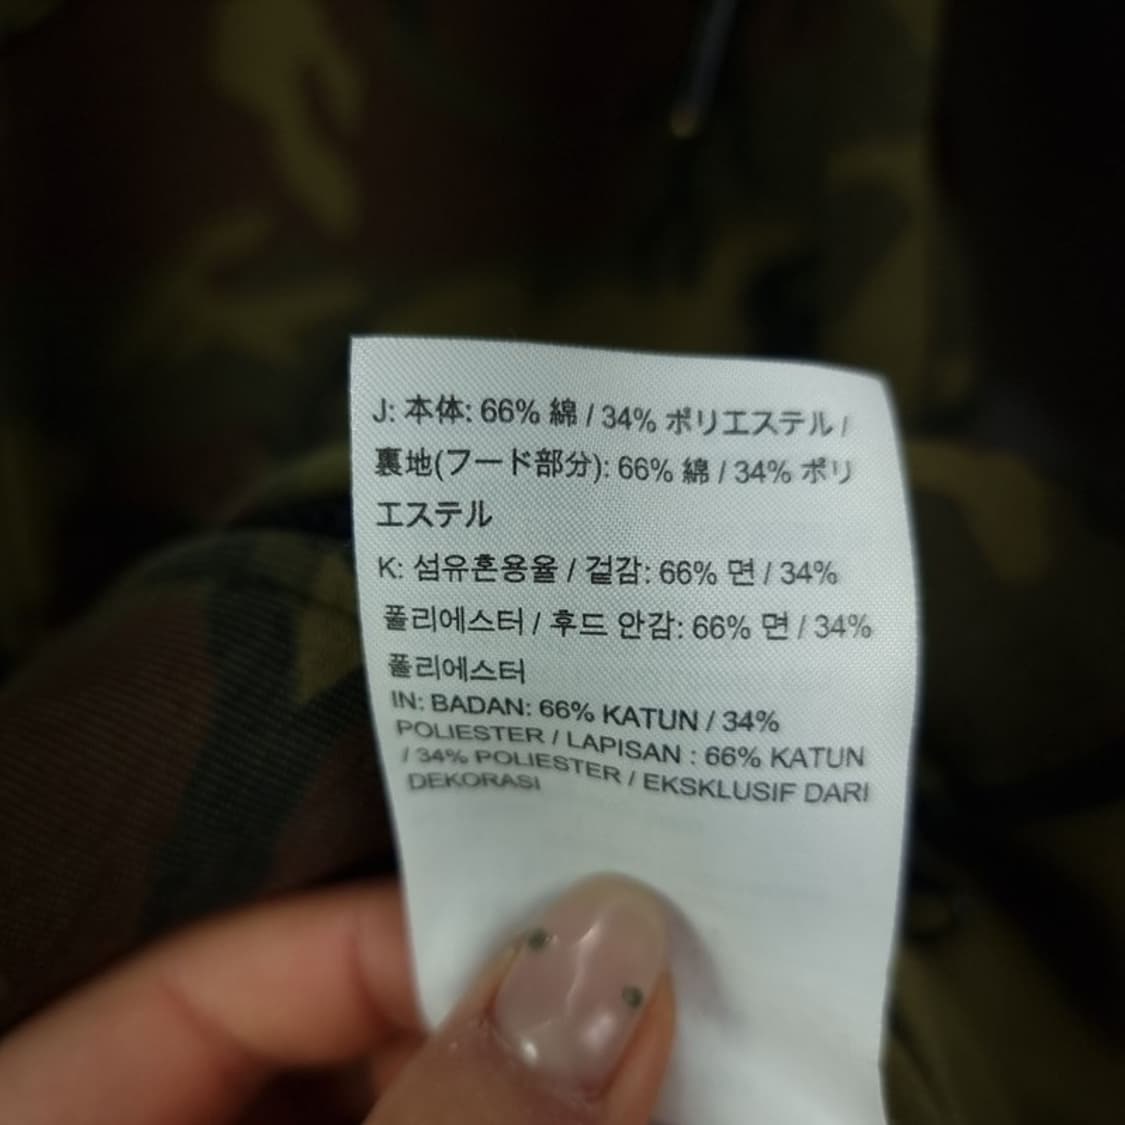 J: 本体: 66% 綿 / 34% ポリエステル /
裏地(フード部分): 66% 綿 / 34% ポリ
エステル
K: 섬유혼용율 / 겉감: 66% 면 / 34%
폴리에스터 / 후드 안감: 66% 면 / 34%
폴리에스터
IN: BADAN: 66% KATUN / 34%
POLIESTER / LAPISAN : 66% KATUN
/ 34% POLIESTER / EKSKLUSIF DARI
DEKORASI